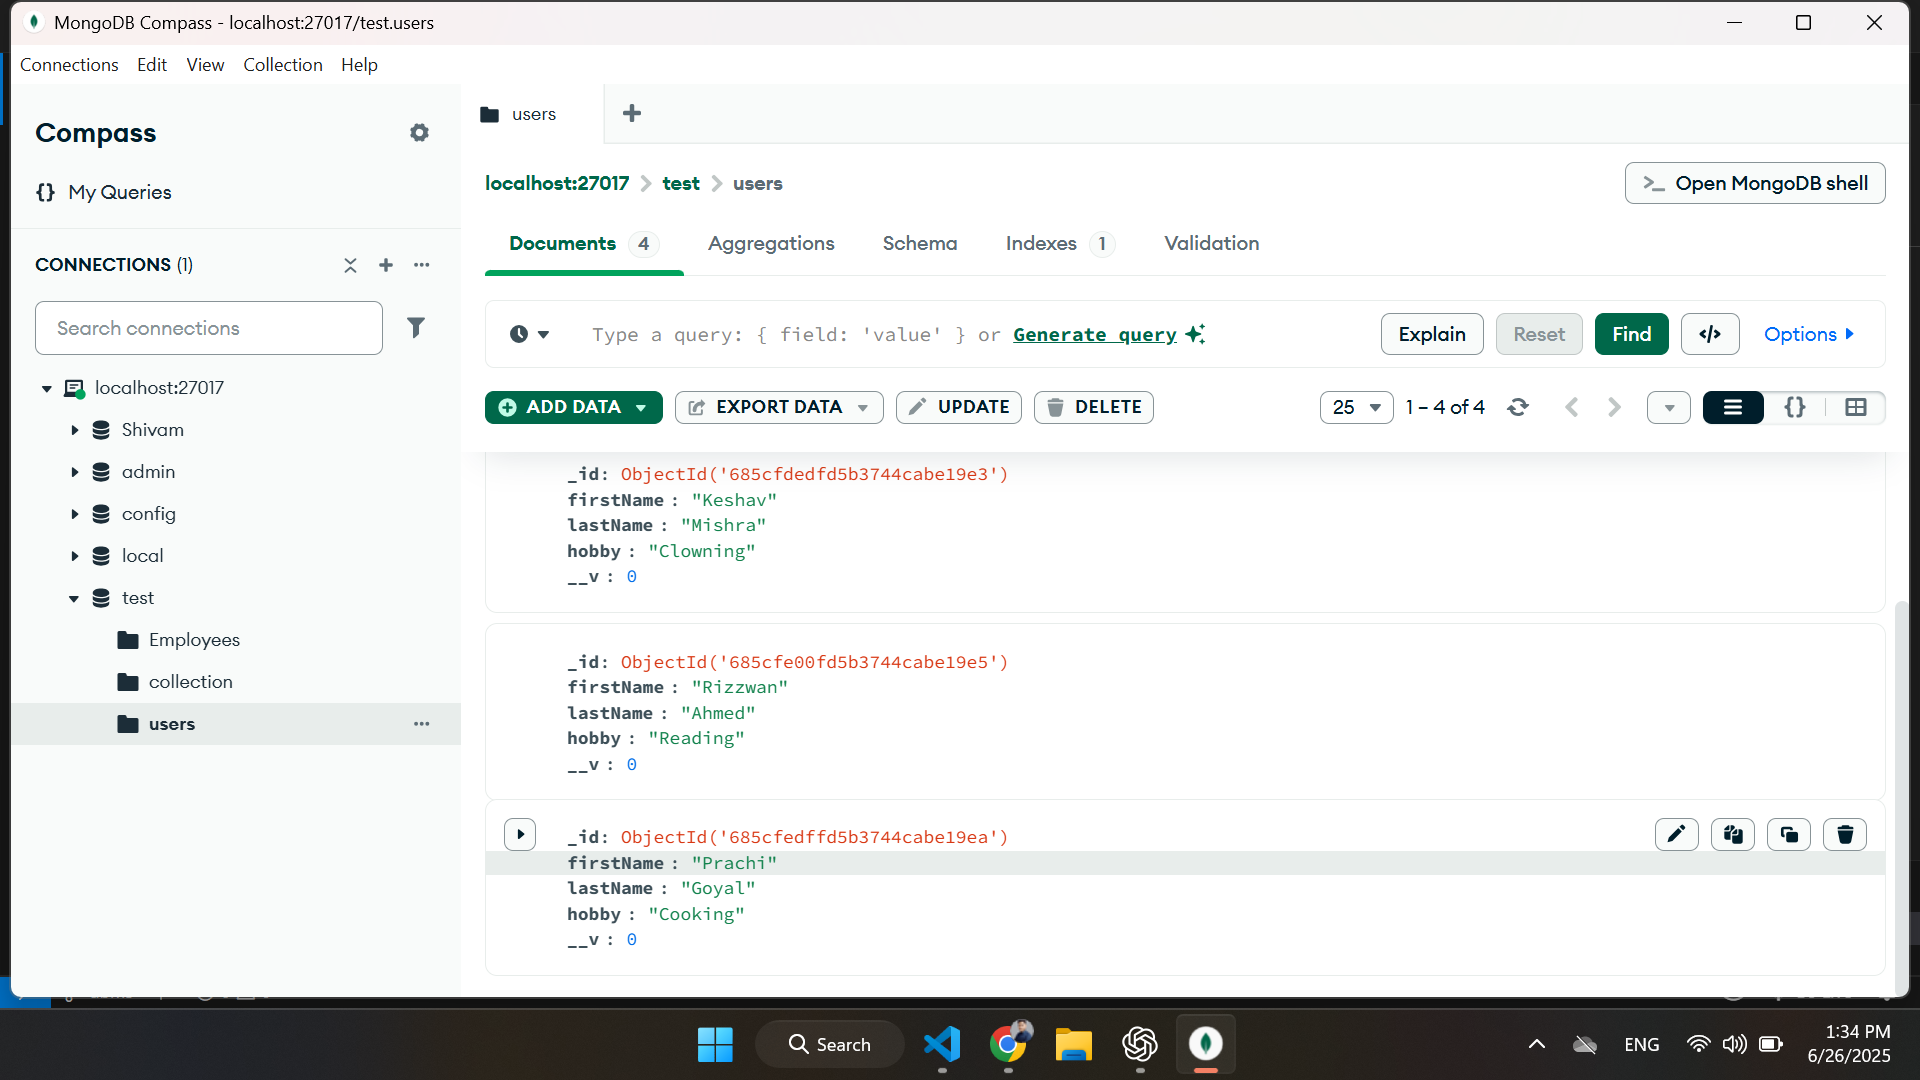 MongoDB Compass - localhost:27017/test.users
Connections Edit View Collection Help
Compass
{} My Queries
CONNECTIONS (1)
Search connections
localhost:27017
Shivam
admin
config
local
test
Employees
collection
users
users
localhost:27017 > test > users
>_ Open MongoDB shell
Documents 4 Aggregations Schema Indexes 1 Validation
Type a query: { field: 'value' } or Generate query
Explain Reset Find </> Options
ADD DATA EXPORT DATA UPDATE DELETE
25 1 – 4 of 4 {}
_id: ObjectId('685cfdedfd5b3744cabe19e3')
firstName : "Keshav"
lastName : "Mishra"
hobby : "Clowning"
__v : 0
_id: ObjectId('685cfe00fd5b3744cabe19e5')
firstName : "Rizzwan"
lastName : "Ahmed"
hobby : "Reading"
__v : 0
_id: ObjectId('685cfedffd5b3744cabe19ea')
firstName : "Prachi"
lastName : "Goyal"
hobby : "Cooking"
__v : 0
Search
ENG
1:34 PM
6/26/2025